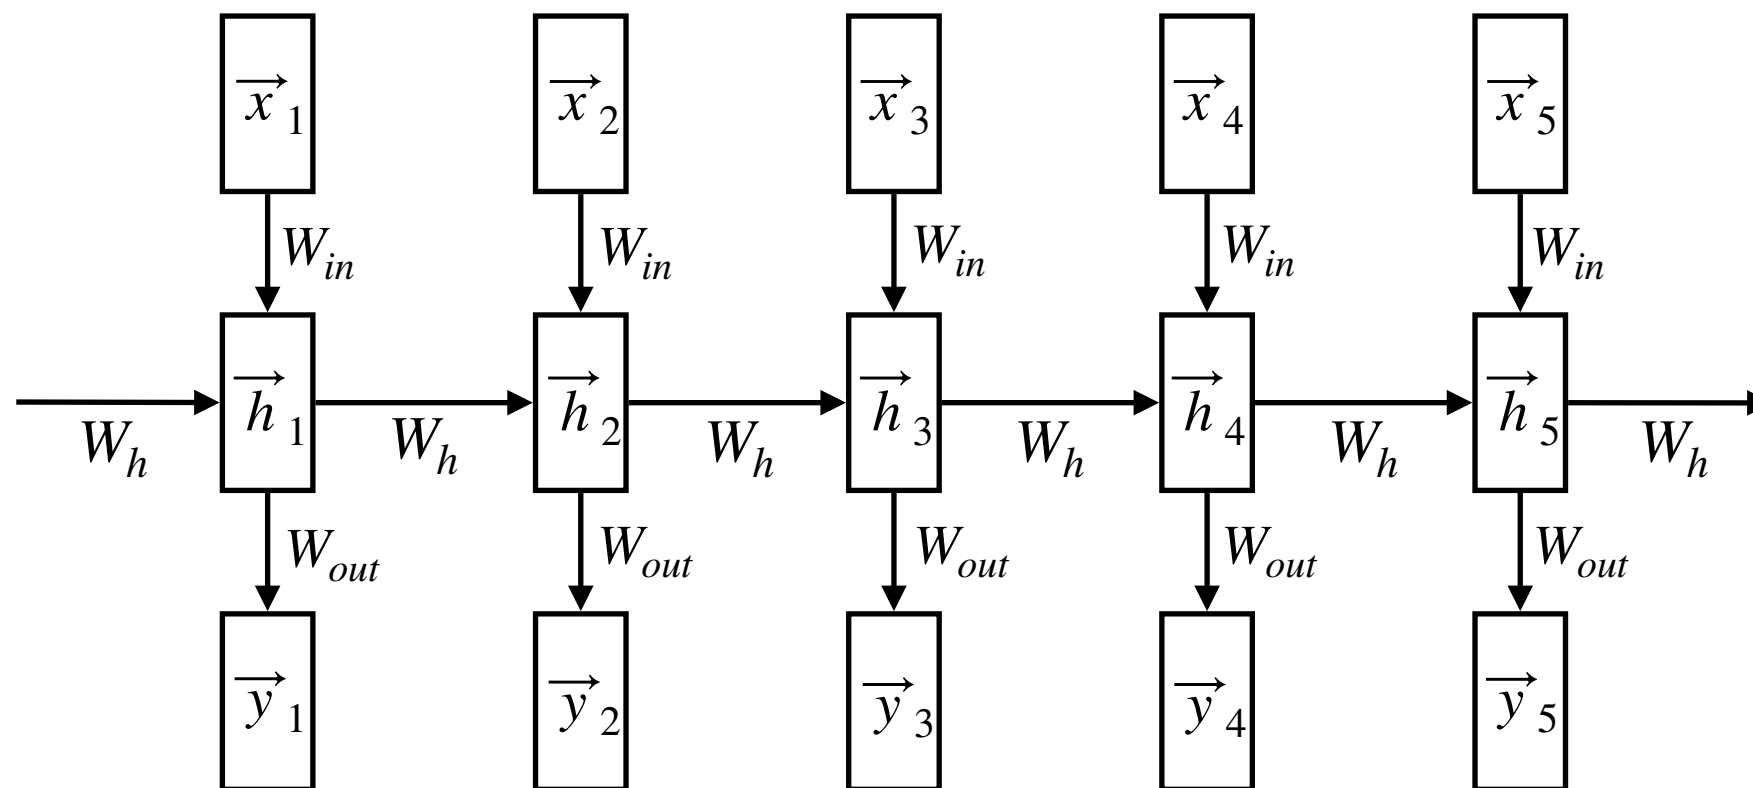 x⃗₁ x⃗₂ x⃗₃ x⃗₄ x⃗₅
W_in W_in W_in W_in W_in
h⃗₁ h⃗₂ h⃗₃ h⃗₄ h⃗₅
W_h W_h W_h W_h W_h W_h
W_out W_out W_out W_out W_out
y⃗₁ y⃗₂ y⃗₃ y⃗₄ y⃗₅